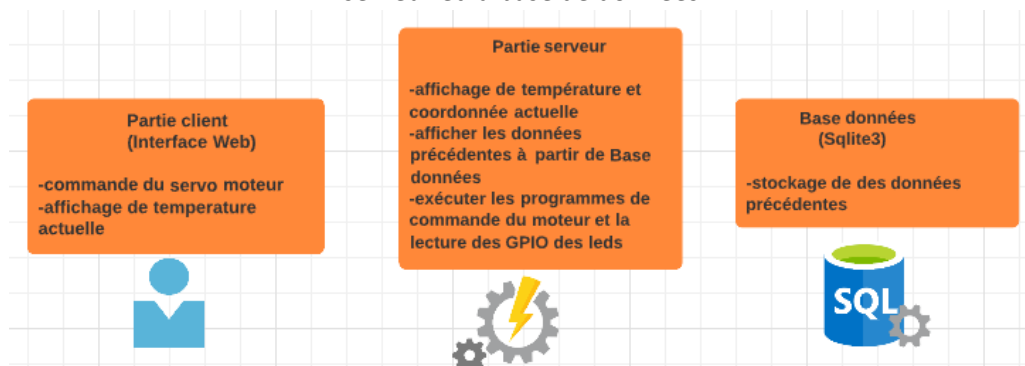 Partie client
(Interface Web)
-commande du servo moteur
-affichage de temperature
actuelle
Partie serveur
-affichage de température et
coordonnée actuelle
-afficher les données
précédentes à partir de Base
données
-exécuter les programmes de
commande du moteur et la
lecture des GPIO des leds
Base données
(Sqlite3)
-stockage de des données
précédentes
SQL